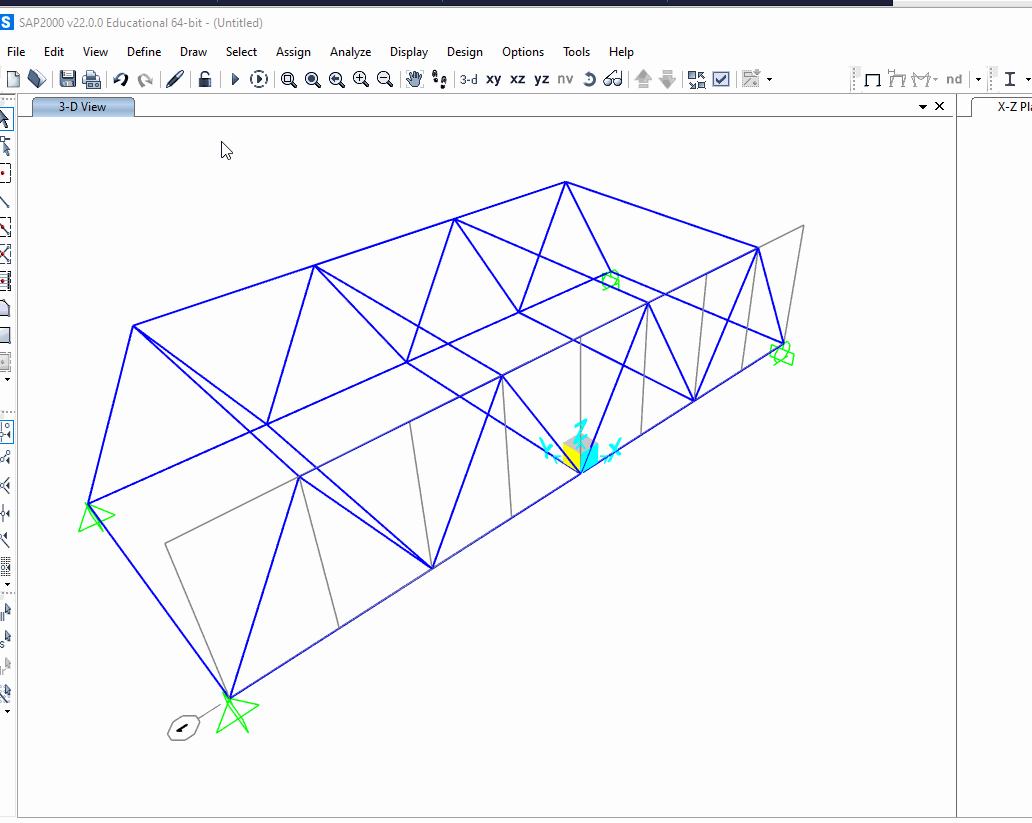 S SAP2000 v22.0.0 Educational 64-bit - (Untitled)
File Edit View Define Draw Select Assign Analyze Display Design Options Tools Help
3-d xy xz yz nv nd
3-D View
X-Z Pl
Z
X